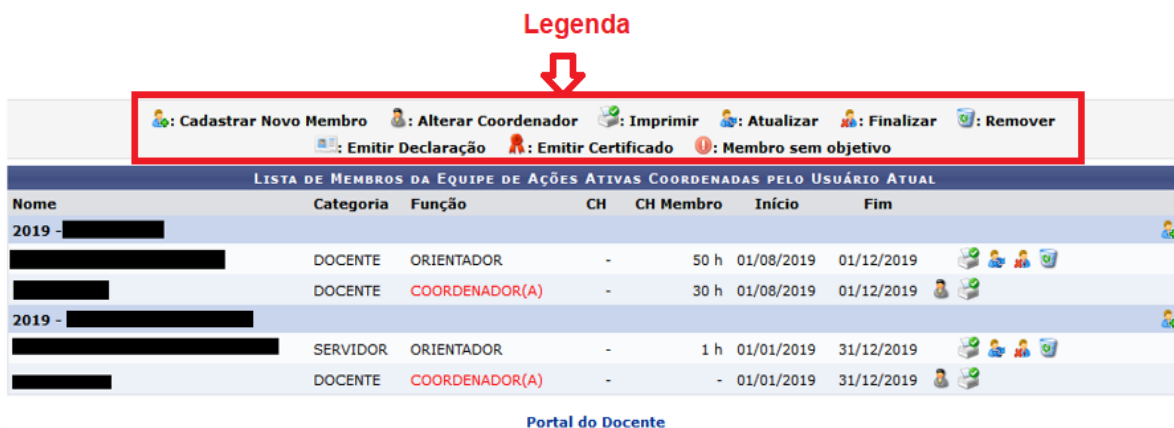 Legenda
: Cadastrar Novo Membro : Alterar Coordenador : Imprimir : Atualizar : Finalizar : Remover
: Emitir Declaração : Emitir Certificado : Membro sem objetivo
Lista de Membros da Equipe de Ações Ativas Coordenadas pelo Usuário Atual
Nome Categoria Função CH CH Membro Início Fim
2019 -
DOCENTE ORIENTADOR - 50 h 01/08/2019 01/12/2019
DOCENTE COORDENADOR(A) - 30 h 01/08/2019 01/12/2019
2019 -
SERVIDOR ORIENTADOR - 1 h 01/01/2019 31/12/2019
DOCENTE COORDENADOR(A) - - 01/01/2019 31/12/2019
Portal do Docente